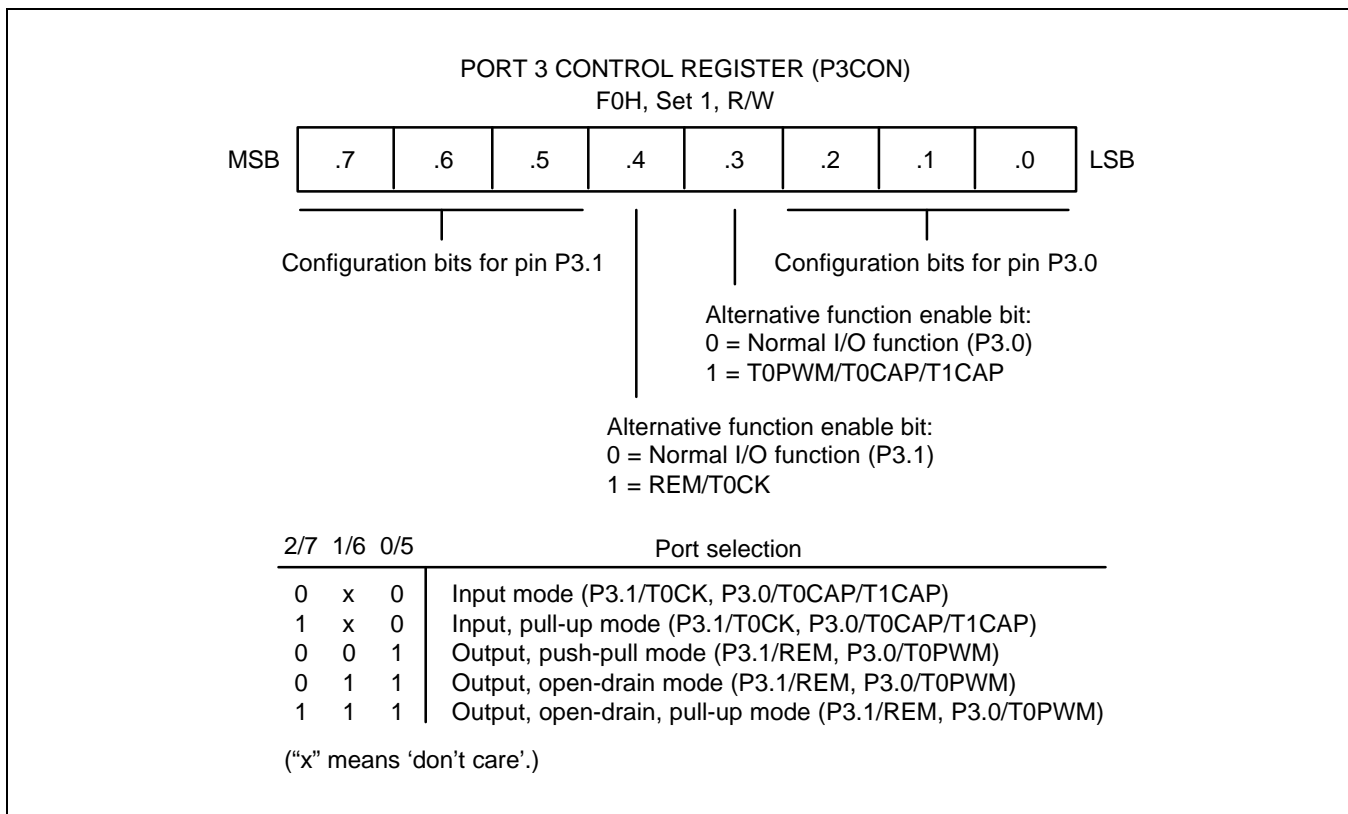 PORT 3 CONTROL REGISTER (P3CON)
F0H, Set 1, R/W
MSB .7 .6 .5 .4 .3 .2 .1 .0 LSB
Configuration bits for pin P3.1
Configuration bits for pin P3.0
Alternative function enable bit:
0 = Normal I/O function (P3.0)
1 = T0PWM/T0CAP/T1CAP
Alternative function enable bit:
0 = Normal I/O function (P3.1)
1 = REM/T0CK
2/7 1/6 0/5 Port selection
0 x 0 Input mode (P3.1/T0CK, P3.0/T0CAP/T1CAP)
1 x 0 Input, pull-up mode (P3.1/T0CK, P3.0/T0CAP/T1CAP)
0 0 1 Output, push-pull mode (P3.1/REM, P3.0/T0PWM)
0 1 1 Output, open-drain mode (P3.1/REM, P3.0/T0PWM)
1 1 1 Output, open-drain, pull-up mode (P3.1/REM, P3.0/T0PWM)
(“x” means ‘don’t care’.)